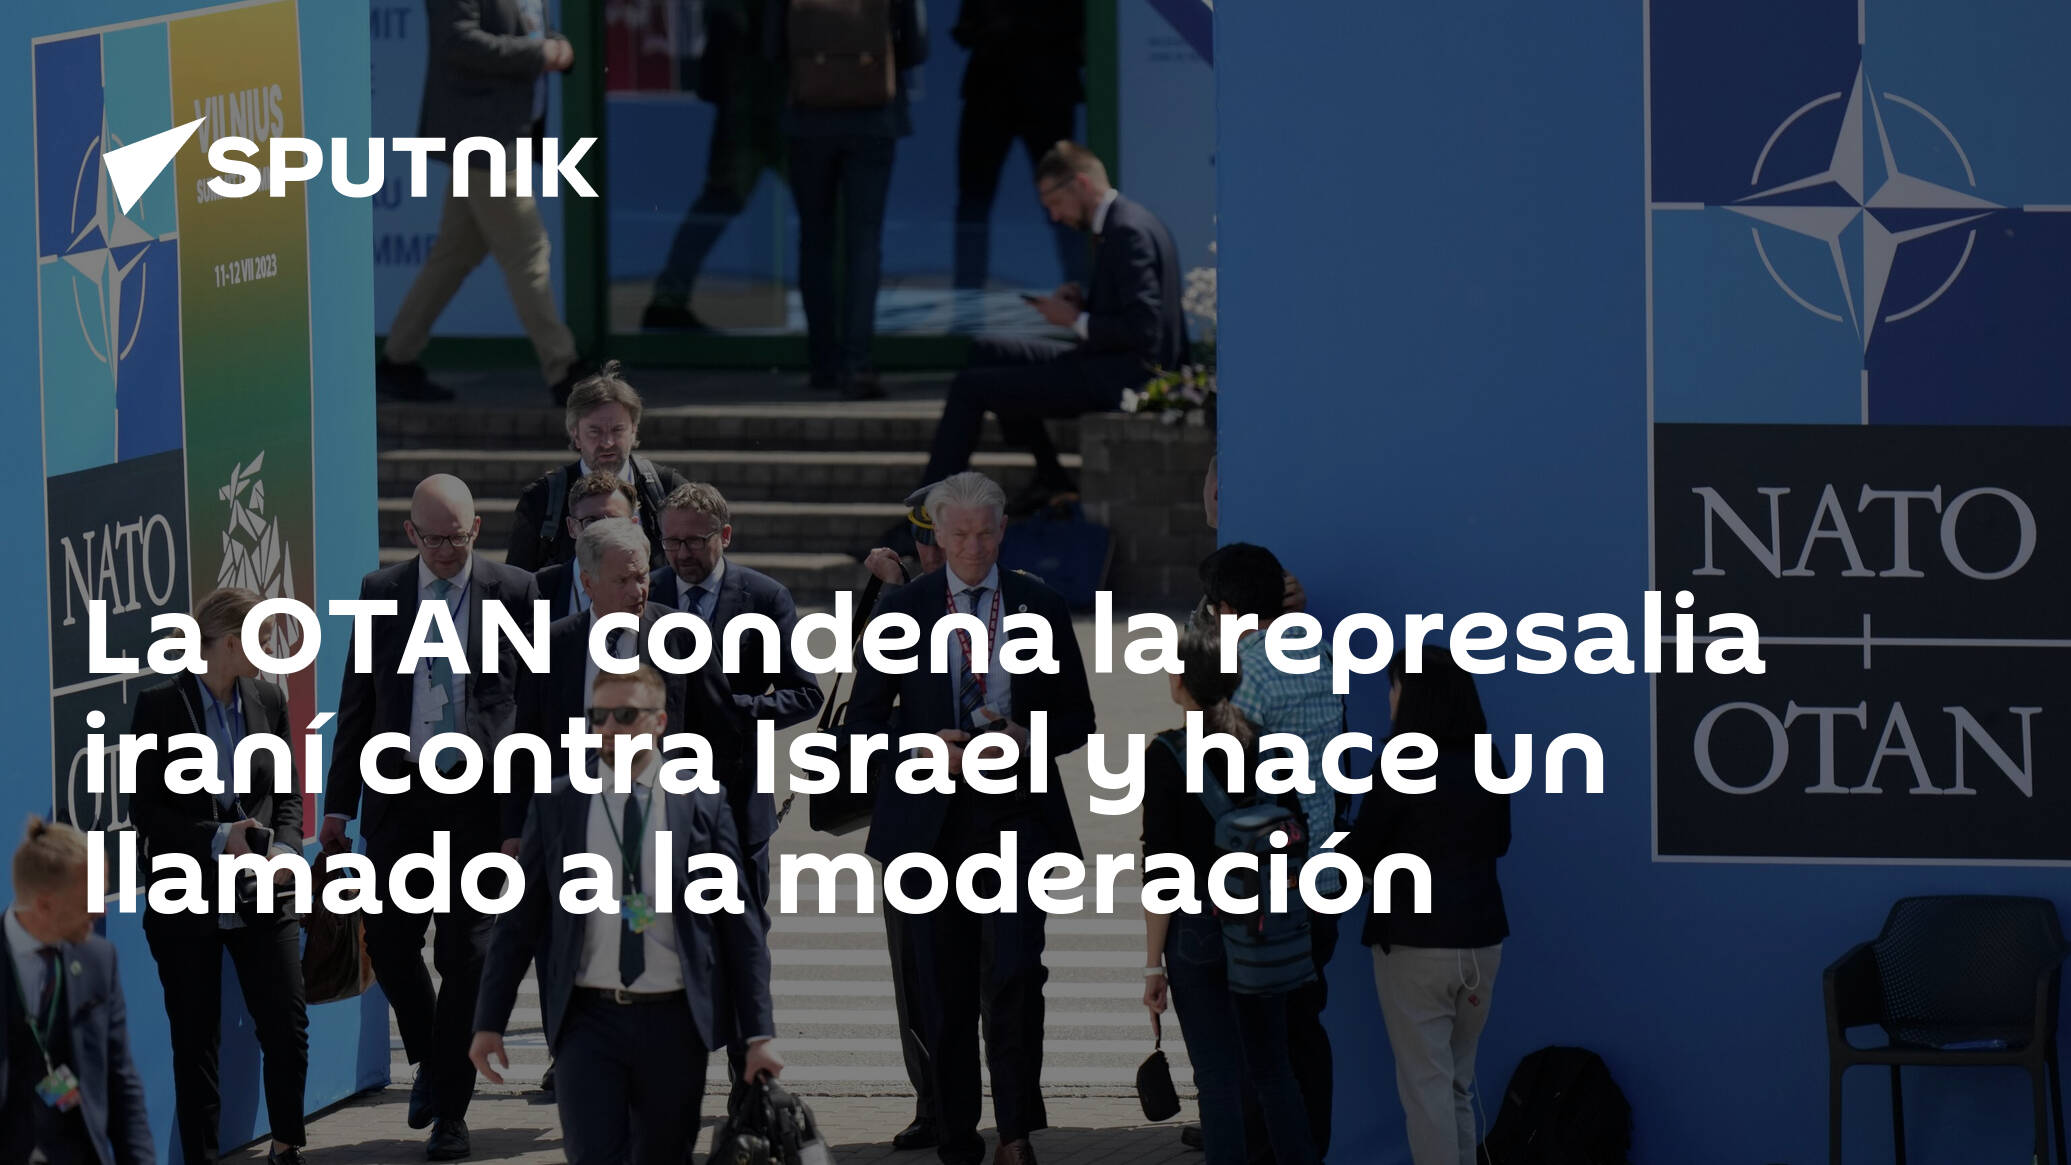 MIT
VILNIUS
SPUTNIK
11-12 VII 2023
NATO
OTAN
NATO
La OTAN condena la represalia
iraní contra Israel y hace un
llamado a la moderación